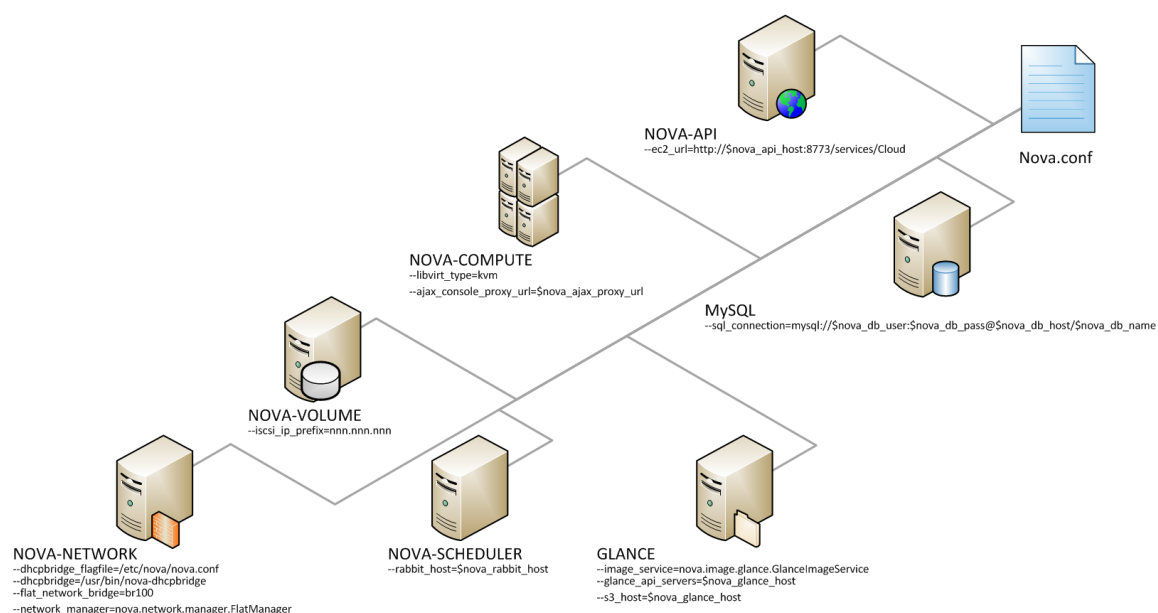 NOVA-API
--ec2_url=http://$nova_api_host:8773/services/Cloud
Nova.conf
NOVA-COMPUTE
--libvirt_type=kvm
--ajax_console_proxy_url=$nova_ajax_proxy_url
MySQL
--sql_connection=mysql://$nova_db_user:$nova_db_pass@$nova_db_host/$nova_db_name
NOVA-VOLUME
--iscsi_ip_prefix=nnn.nnn.nnn
NOVA-NETWORK
--dhcpbridge_flagfile=/etc/nova/nova.conf
--dhcpbridge=/usr/bin/nova-dhcpbridge
--flat_network_bridge=br100
--network_manager=nova.network.manager.FlatManager
NOVA-SCHEDULER
--rabbit_host=$nova_rabbit_host
GLANCE
--image_service=nova.image.glance.GlanceImageService
--glance_api_servers=$nova_glance_host
--s3_host=$nova_glance_host